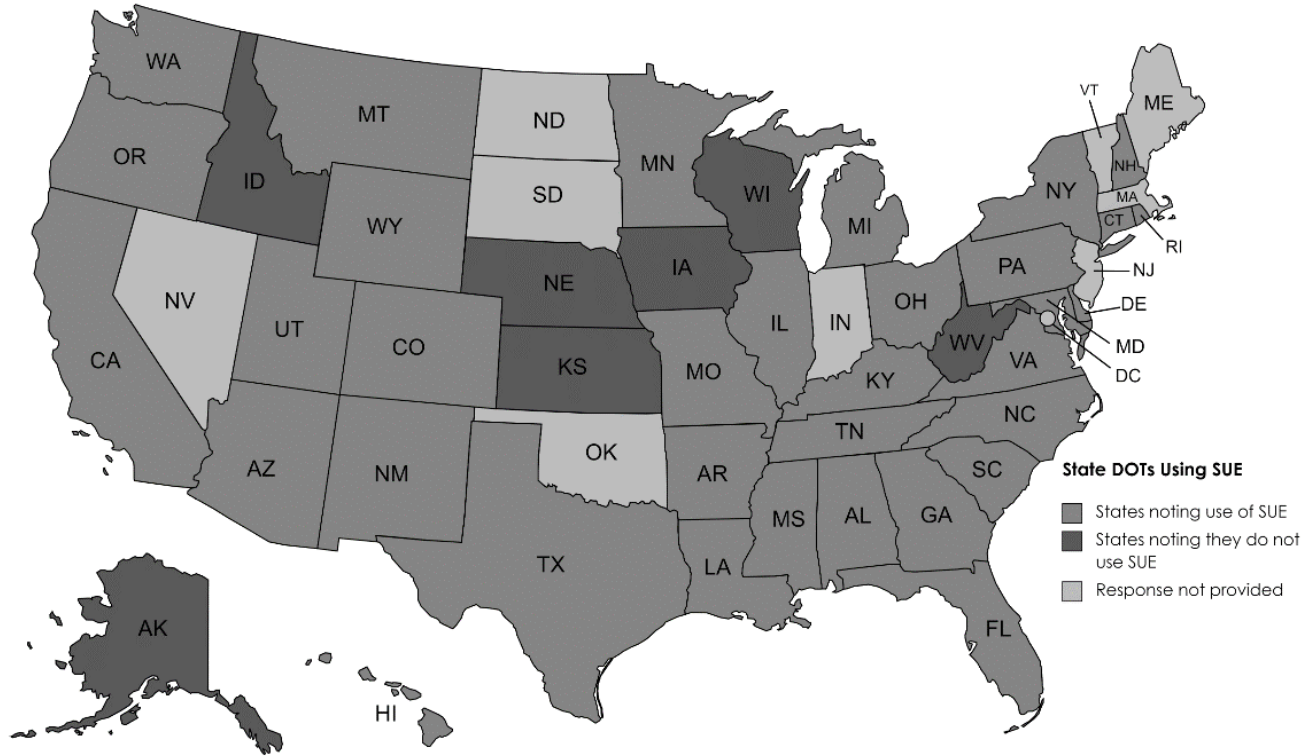 WA
MT
ND
MN
VT
ME
OR
ID
SD
WI
NY
NH
WY
MI
MA
CT
RI
NE
IA
PA
NJ
NV
UT
CO
IL
IN
OH
DE
CA
KS
MO
WV
VA
MD
KY
DC
TN
NC
AZ
NM
OK
AR
SC
MS
AL
GA
TX
LA
FL
AK
HI
State DOTs Using SUE
States noting use of SUE
States noting they do not
use SUE
Response not provided